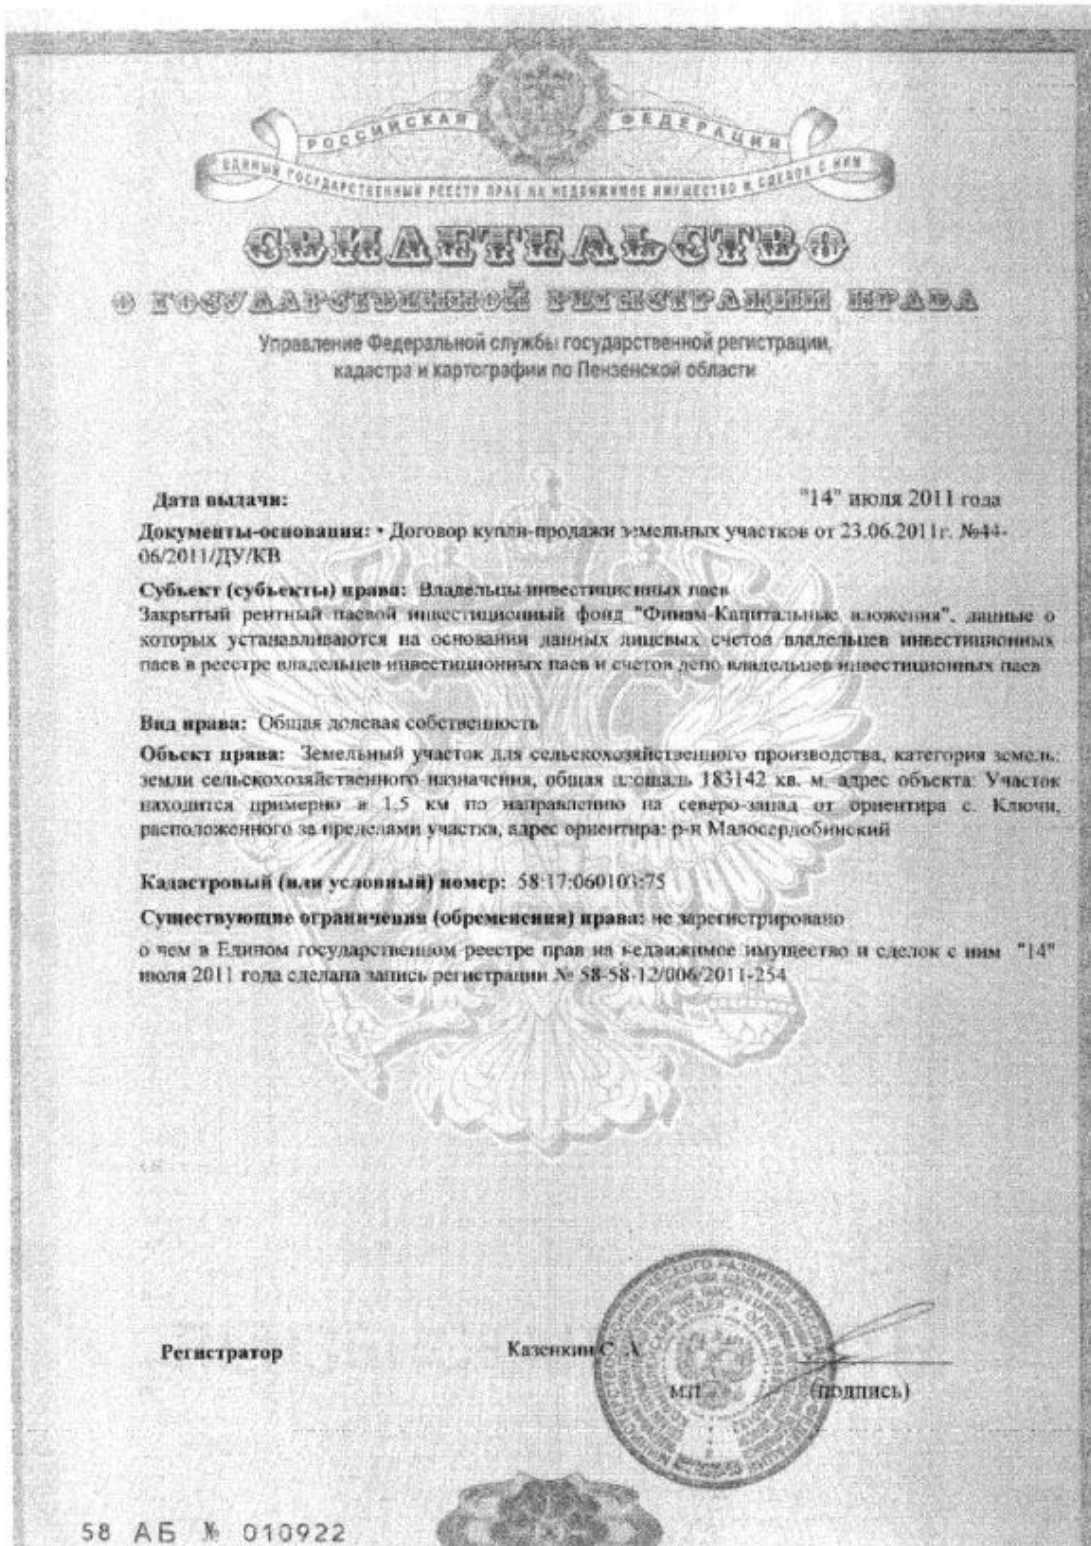 РОССИЙСКАЯ ФЕДЕРАЦИЯ
ЕДИНЫЙ ГОСУДАРСТВЕННЫЙ РЕЕСТР ПРАВ НА НЕДВИЖИМОЕ ИМУЩЕСТВО И СДЕЛОК С НИМ
СВИДЕТЕЛЬСТВО
О ГОСУДАРСТВЕННОЙ РЕГИСТРАЦИИ ПРАВА
Управление Федеральной службы государственной регистрации,
кадастра и картографии по Пензенской области
Дата выдачи: "14" июля 2011 года
Документы-основания: • Договор купли-продажи земельных участков от 23.06.2011г. №44-
06/2011/ДУ/КВ
Субъект (субъекты) права: Владельцы инвестиционных паев
Закрытый рентный паевой инвестиционный фонд "Финам-Капитальные вложения", данные о
которых устанавливаются на основании данных лицевых счетов владельцев инвестиционных
паев в реестре владельцев инвестиционных паев и счетов депо владельцев инвестиционных паев
Вид права: Общая долевая собственность
Объект права: Земельный участок для сельскохозяйственного производства, категория земель:
земли сельскохозяйственного назначения, общая площадь 183142 кв. м, адрес объекта: Участок
находится примерно в 1,5 км по направлению на северо-запад от ориентира с. Ключи,
расположенного за пределами участка, адрес ориентира: р-н Малосердобинский
Кадастровый (или условный) номер: 58:17:060103:75
Существующие ограничения (обременения) права: не зарегистрировано
о чем в Едином государственном реестре прав на недвижимое имущество и сделок с ним "14"
июля 2011 года сделана запись регистрации № 58-58-12/006/2011-254
Регистратор Казенкин С. А.
М.П. (подпись)
58 АБ № 010922